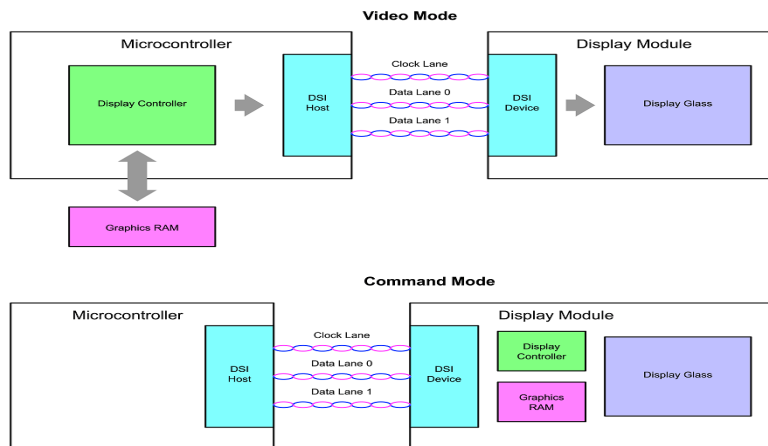 Video Mode
Microcontroller
Display Module
Clock Lane
Display Controller
DSI
Host
Data Lane 0
DSI
Device
Display Glass
Data Lane 1
Graphics RAM
Command Mode
Microcontroller
Display Module
Clock Lane
Display
Controller
DSI
Host
Data Lane 0
DSI
Device
Display Glass
Data Lane 1
Graphics
RAM